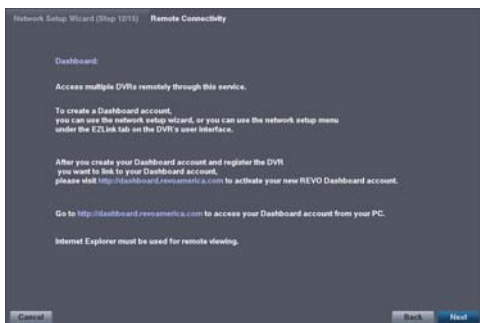 Network Setup Wizard (Step 12/13) Remote Connectivity
Dashboard:
Access multiple DVRs remotely through this service.
To create a Dashboard account,
you can use the network setup wizard, or you can use the network setup menu
under the EZLink tab on the DVR's user interface.
After you create your Dashboard account and register the DVR
you want to link to your Dashboard account,
please visit http://dashboard.revoamerica.com to activate your new REVO Dashboard account.
Go to http://dashboard.revoamerica.com to access your Dashboard account from your PC.
Internet Explorer must be used for remote viewing.
Cancel Back Next